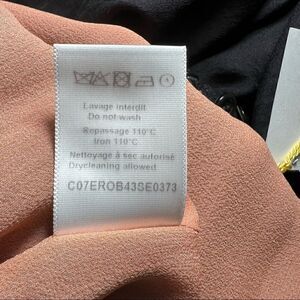 Lavage interdit
Do not wash
Repassage 110°C
Iron 110°C
Nettoyage à sec autorisé
Drycleaning allowed
C07EROB43SE0373